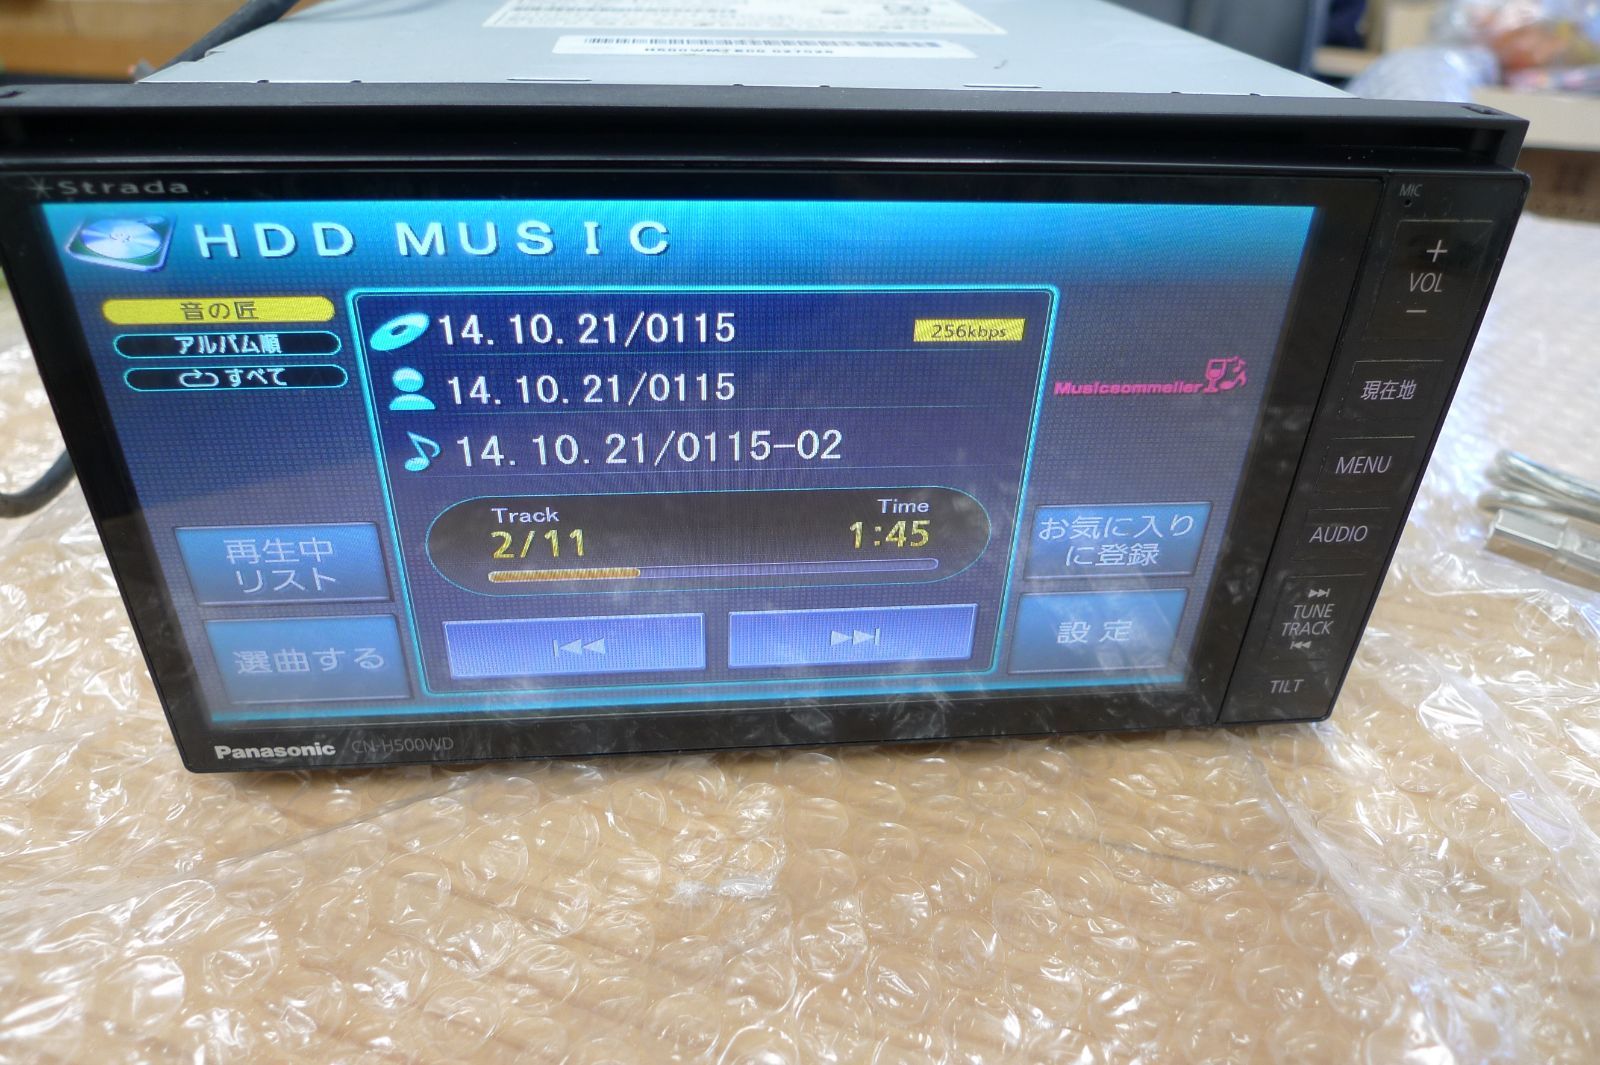 Strada
HDD MUSIC
音の匠
アルバム順
すべて
14. 10. 21/0115
256kbps
14. 10. 21/0115
14. 10. 21/0115-02
Musicsommelier
Track
Time
2/11
1:45
再生中
リスト
選曲する
お気に入り
に登録
設定
MIC
+
VOL
−
現在地
MENU
AUDIO
TUNE
TRACK
TILT
Panasonic CN-H500WD